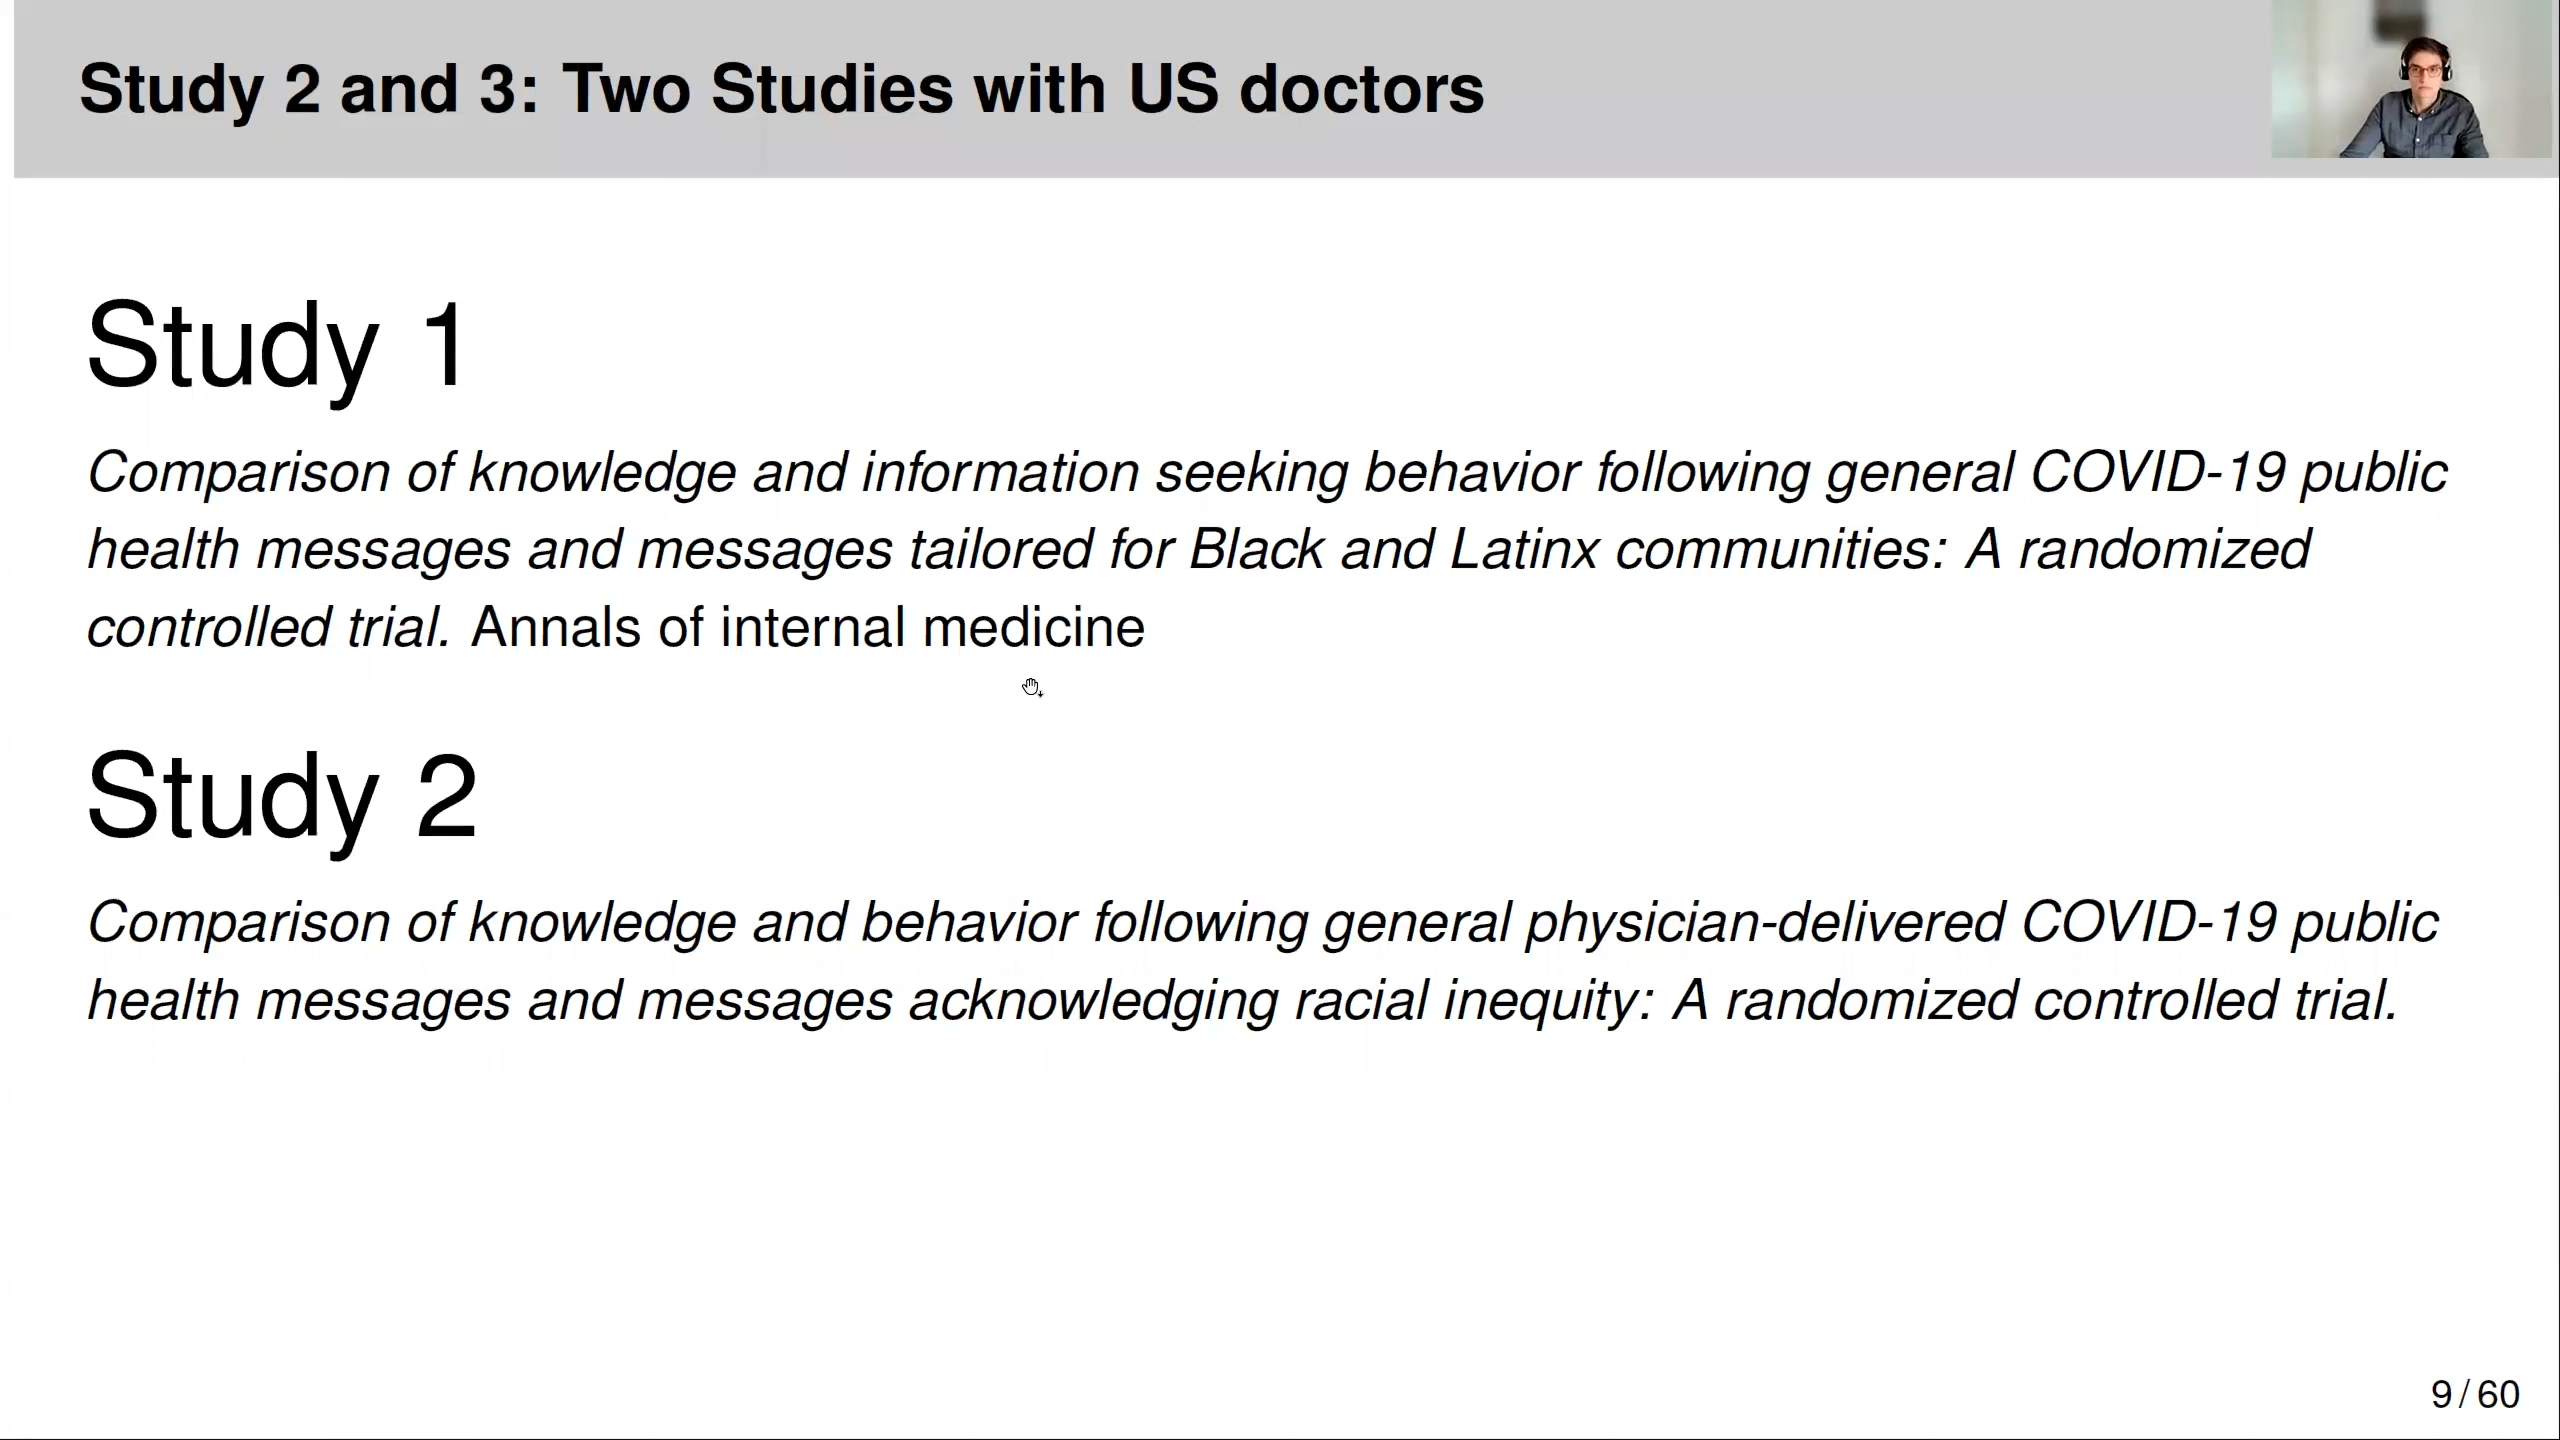 Study 2 and 3: Two Studies with US doctors
Study 1
Comparison of knowledge and information seeking behavior following general COVID-19 public
health messages and messages tailored for Black and Latinx communities: A randomized
controlled trial. Annals of internal medicine
Study 2
Comparison of knowledge and behavior following general physician-delivered COVID-19 public
health messages and messages acknowledging racial inequity: A randomized controlled trial.
9 / 60